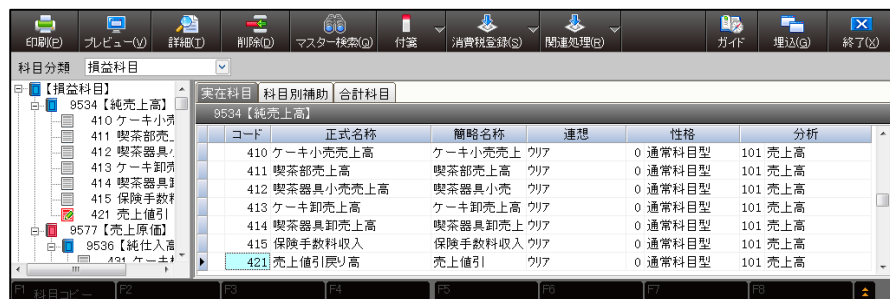 印刷(P) プレビュー(V) 詳細(T) 削除(D) マスター検索(Q) 付箋 消費税登録(S) 関連処理(R) ガイド 埋込(G) 終了(X)
科目分類 損益科目
【損益科目】
9534【純売上高】
410 ケーキ小売
411 喫茶部売
412 喫茶器具
413 ケーキ卸売
414 喫茶器具
415 保険手数料
421 売上値引
9577【売上原価】
9536【純仕入高
431 ケーキ
実在科目 科目別補助 合計科目
9534【純売上高】
コード 正式名称 簡略名称 連想 性格 分析
410 ケーキ小売売上高 ケーキ小売売上 ウリア 0 通常科目型 101 売上高
411 喫茶部売上高 喫茶部売上高 ウリア 0 通常科目型 101 売上高
412 喫茶器具小売売上高 喫茶器具小売 ウリア 0 通常科目型 101 売上高
413 ケーキ卸売上高 ケーキ卸売上高 ウリア 0 通常科目型 101 売上高
414 喫茶器具卸売上高 喫茶器具卸売上 ウリア 0 通常科目型 101 売上高
415 保険手数料収入 保険手数料収入 ウリア 0 通常科目型 101 売上高
421 売上値引戻り高 売上値引 ウリア 0 通常科目型 101 売上高
F1 科目コピー F2 F3 F4 F5 F6 F7 F8